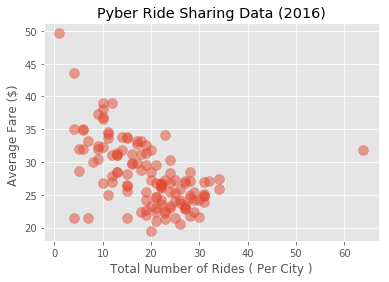 Pyber Ride Sharing Data (2016)
50
45
40
35
30
25
20
Average Fare ($)
0 10 20 30 40 50 60
Total Number of Rides ( Per City )